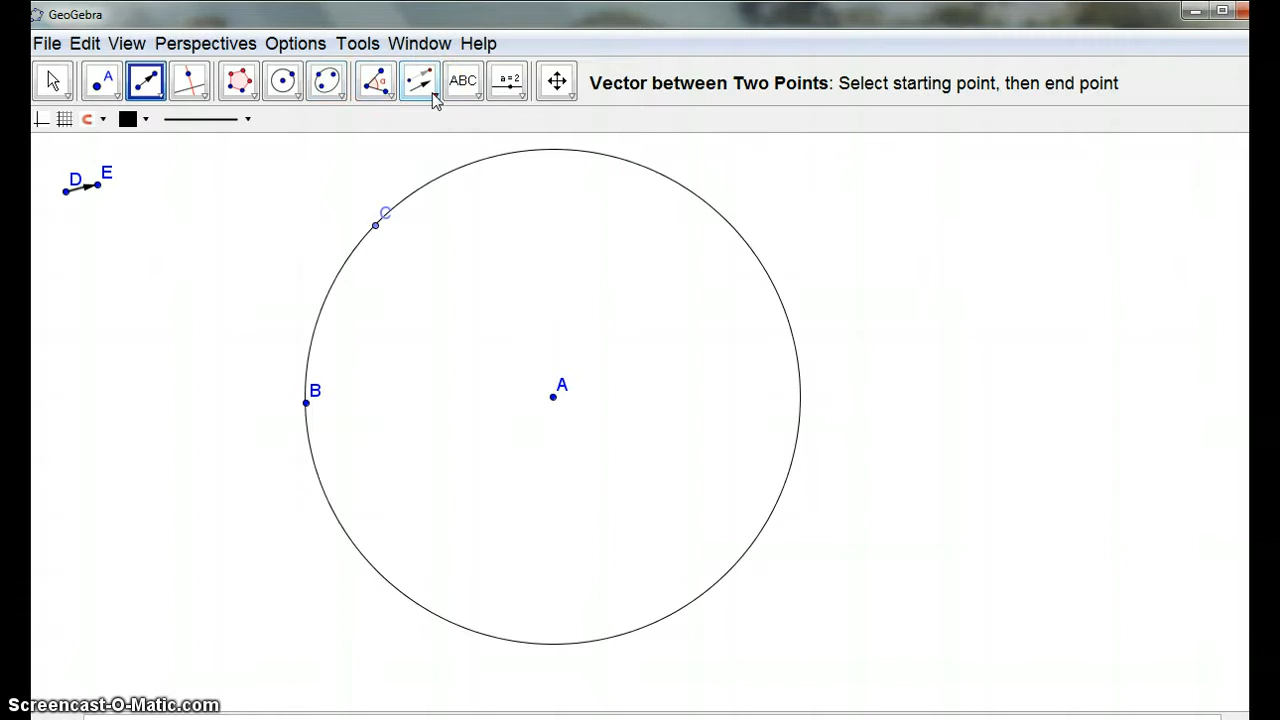 GeoGebra
File Edit View Perspectives Options Tools Window Help
A α ABC a = 2 Vector between Two Points: Select starting point, then end point
D E
C
B
A
Screencast-O-Matic.com